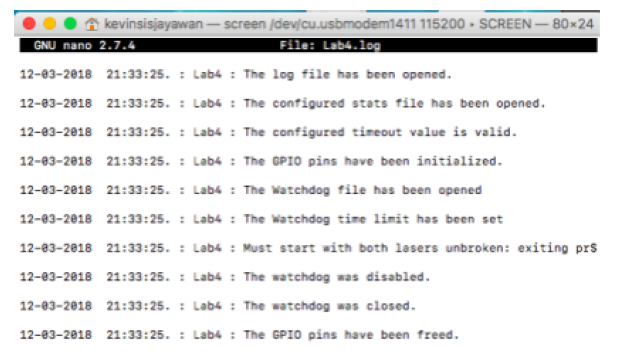 kevinsisjayawan — screen /dev/cu.usbmodem1411 115200 • SCREEN — 80×24
GNU nano 2.7.4 File: Lab4.log
12-03-2018 21:33:25. : Lab4 : The log file has been opened.
12-03-2018 21:33:25. : Lab4 : The configured stats file has been opened.
12-03-2018 21:33:25. : Lab4 : The configured timeout value is valid.
12-03-2018 21:33:25. : Lab4 : The GPIO pins have been initialized.
12-03-2018 21:33:25. : Lab4 : The Watchdog file has been opened
12-03-2018 21:33:25. : Lab4 : The Watchdog time limit has been set
12-03-2018 21:33:25. : Lab4 : Must start with both lasers unbroken: exiting pr$
12-03-2018 21:33:25. : Lab4 : The watchdog was disabled.
12-03-2018 21:33:25. : Lab4 : The watchdog was closed.
12-03-2018 21:33:25. : Lab4 : The GPIO pins have been freed.